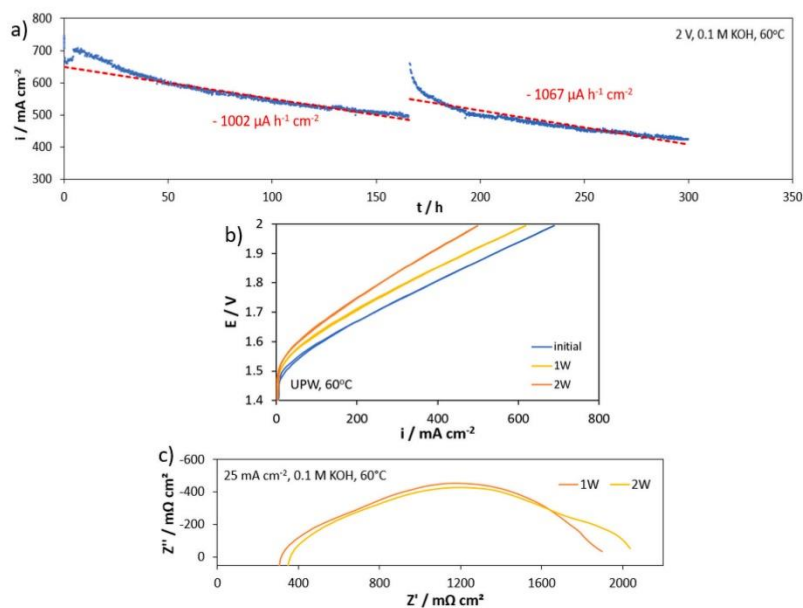 a)
2 V, 0.1 M KOH, 60°C
800
700
600
500
400
300
i / mA cm⁻²
- 1002 µA h⁻¹ cm⁻²
- 1067 µA h⁻¹ cm⁻²
0 50 100 150 200 250 300 350
t / h
b)
2
1.9
1.8
1.7
1.6
1.5
1.4
E / V
initial
1W
2W
UPW, 60°C
0 200 400 600 800
i / mA cm⁻²
c)
-600
-400
-200
0
Z'' / mΩ cm²
25 mA cm⁻², 0.1 M KOH, 60°C
1W 2W
0 400 800 1200 1600 2000
Z' / mΩ cm²